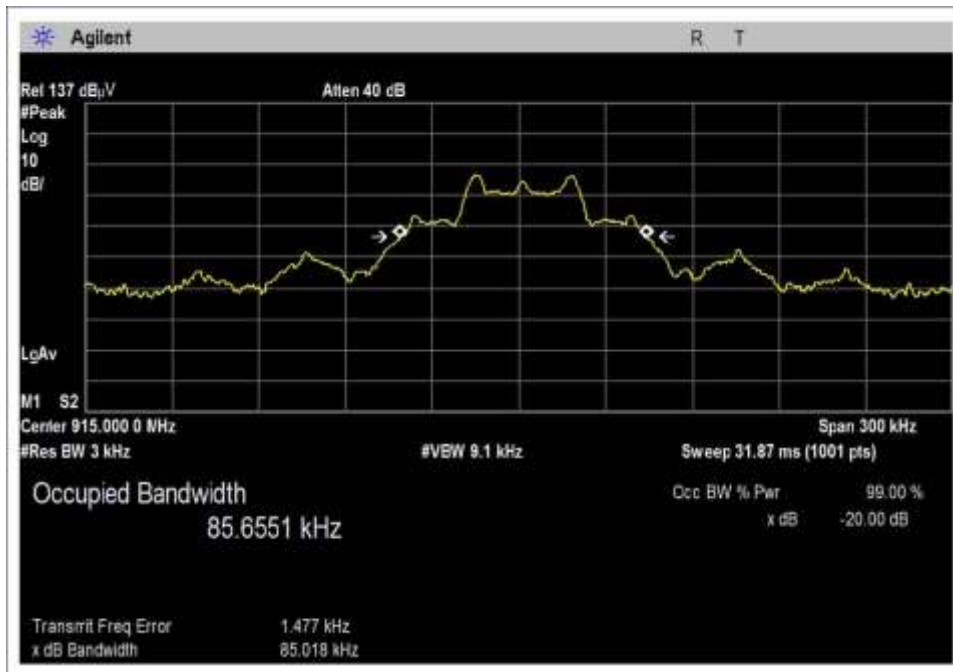 Agilent R T
Ref 137 dBµV Atten 40 dB
#Peak
Log
10
dB/
LgAv
M1 S2
Center 915.000 0 MHz Span 300 kHz
#Res BW 3 kHz #VBW 9.1 kHz Sweep 31.87 ms (1001 pts)
Occupied Bandwidth Occ BW % Pwr 99.00 %
85.6551 kHz x dB -20.00 dB
Transmit Freq Error 1.477 kHz
x dB Bandwidth 85.018 kHz